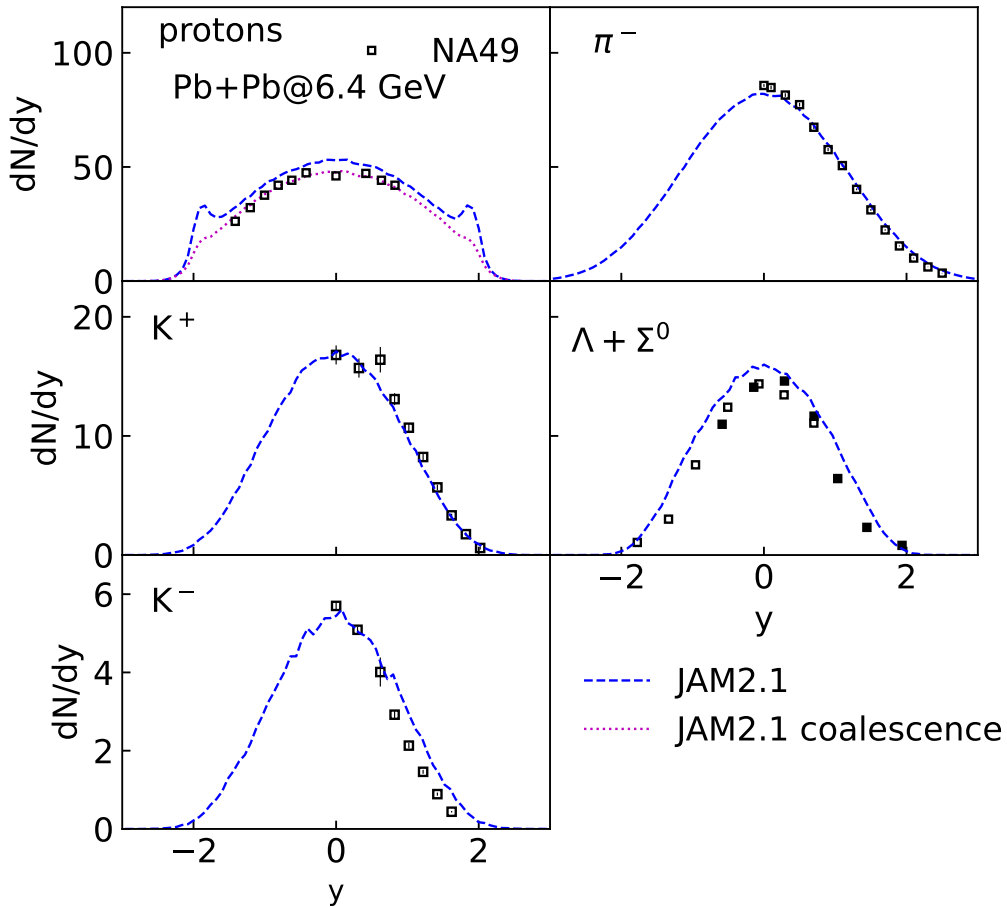 protons
NA49
Pb+Pb@6.4 GeV
dN/dy
100
50
0
π⁻
K⁺
dN/dy
20
10
0
Λ + Σ⁰
−2 0 2
y
K⁻
dN/dy
6
4
2
0
−2 0 2
y
JAM2.1
JAM2.1 coalescence